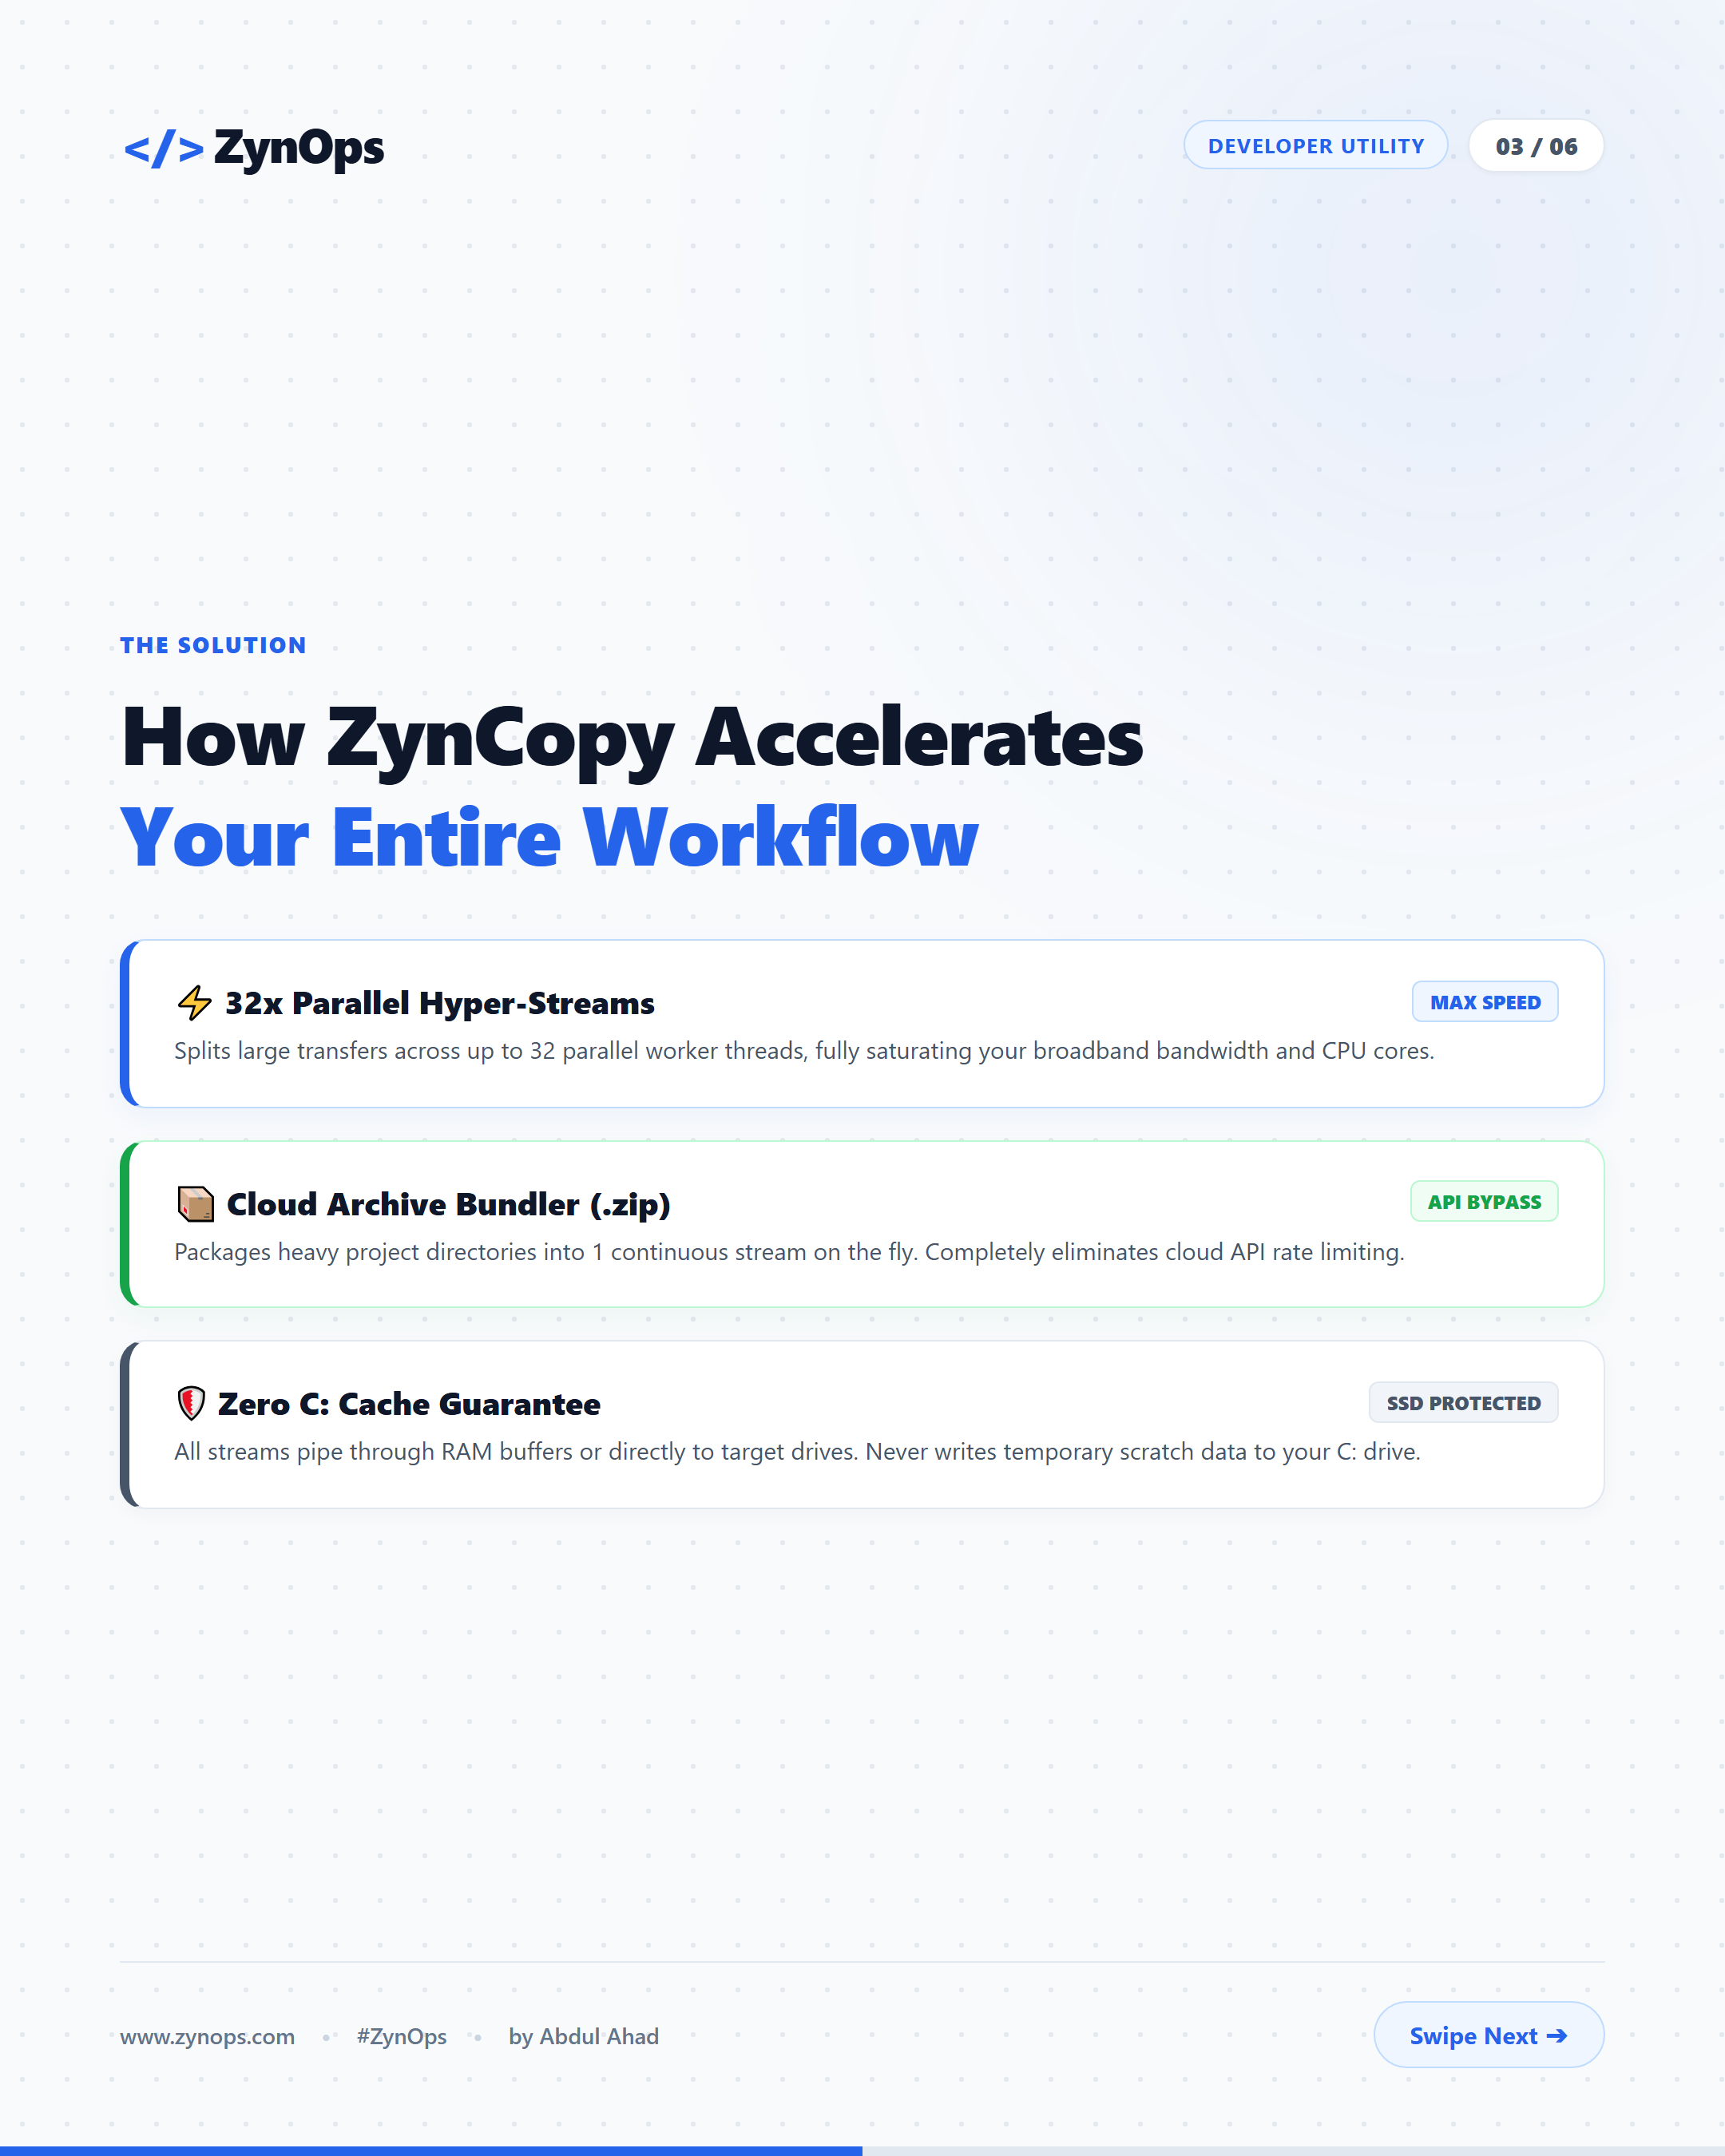 </> ZynOps
DEVELOPER UTILITY
03 / 06
THE SOLUTION
How ZynCopy Accelerates
Your Entire Workflow
⚡ 32x Parallel Hyper-Streams
MAX SPEED
Splits large transfers across up to 32 parallel worker threads, fully saturating your broadband bandwidth and CPU cores.
📦 Cloud Archive Bundler (.zip)
API BYPASS
Packages heavy project directories into 1 continuous stream on the fly. Completely eliminates cloud API rate limiting.
🛡️ Zero C: Cache Guarantee
SSD PROTECTED
All streams pipe through RAM buffers or directly to target drives. Never writes temporary scratch data to your C: drive.
www.zynops.com • #ZynOps • by Abdul Ahad
Swipe Next ➔